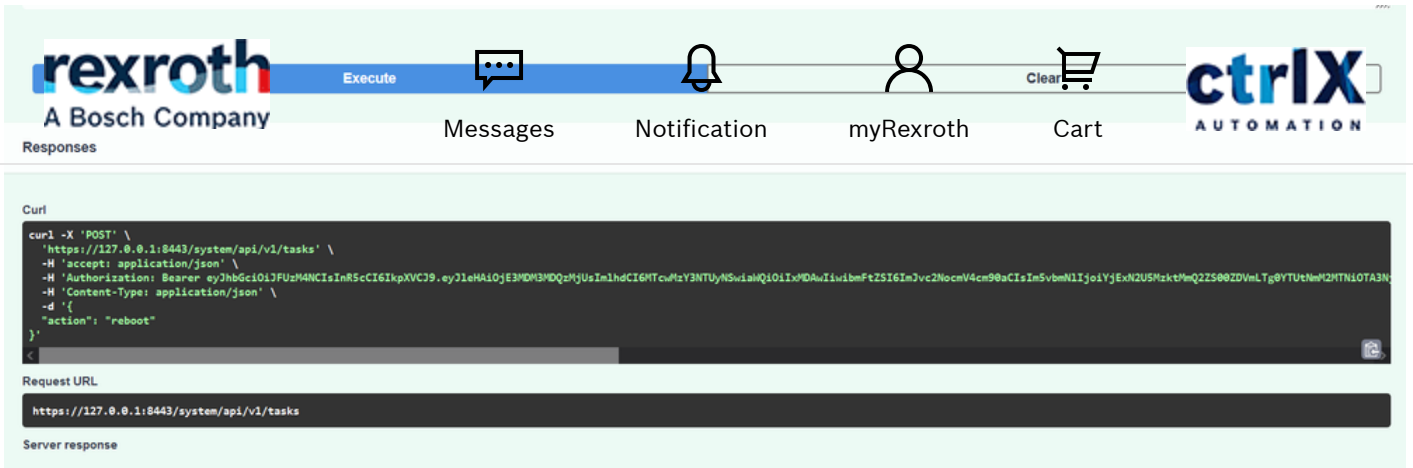 rexroth
A Bosch Company
Execute
Messages
Notification
myRexroth
Clear
Cart
ctrlX
AUTOMATION
Responses
Curl
curl -X 'POST' \
'https://127.0.0.1:8443/system/api/v1/tasks' \
-H 'accept: application/json' \
-H 'Authorization: Bearer
-H 'Content-Type: application/json' \
-d '{
"action": "reboot"
}'
Request URL
https://127.0.0.1:8443/system/api/v1/tasks
Server response